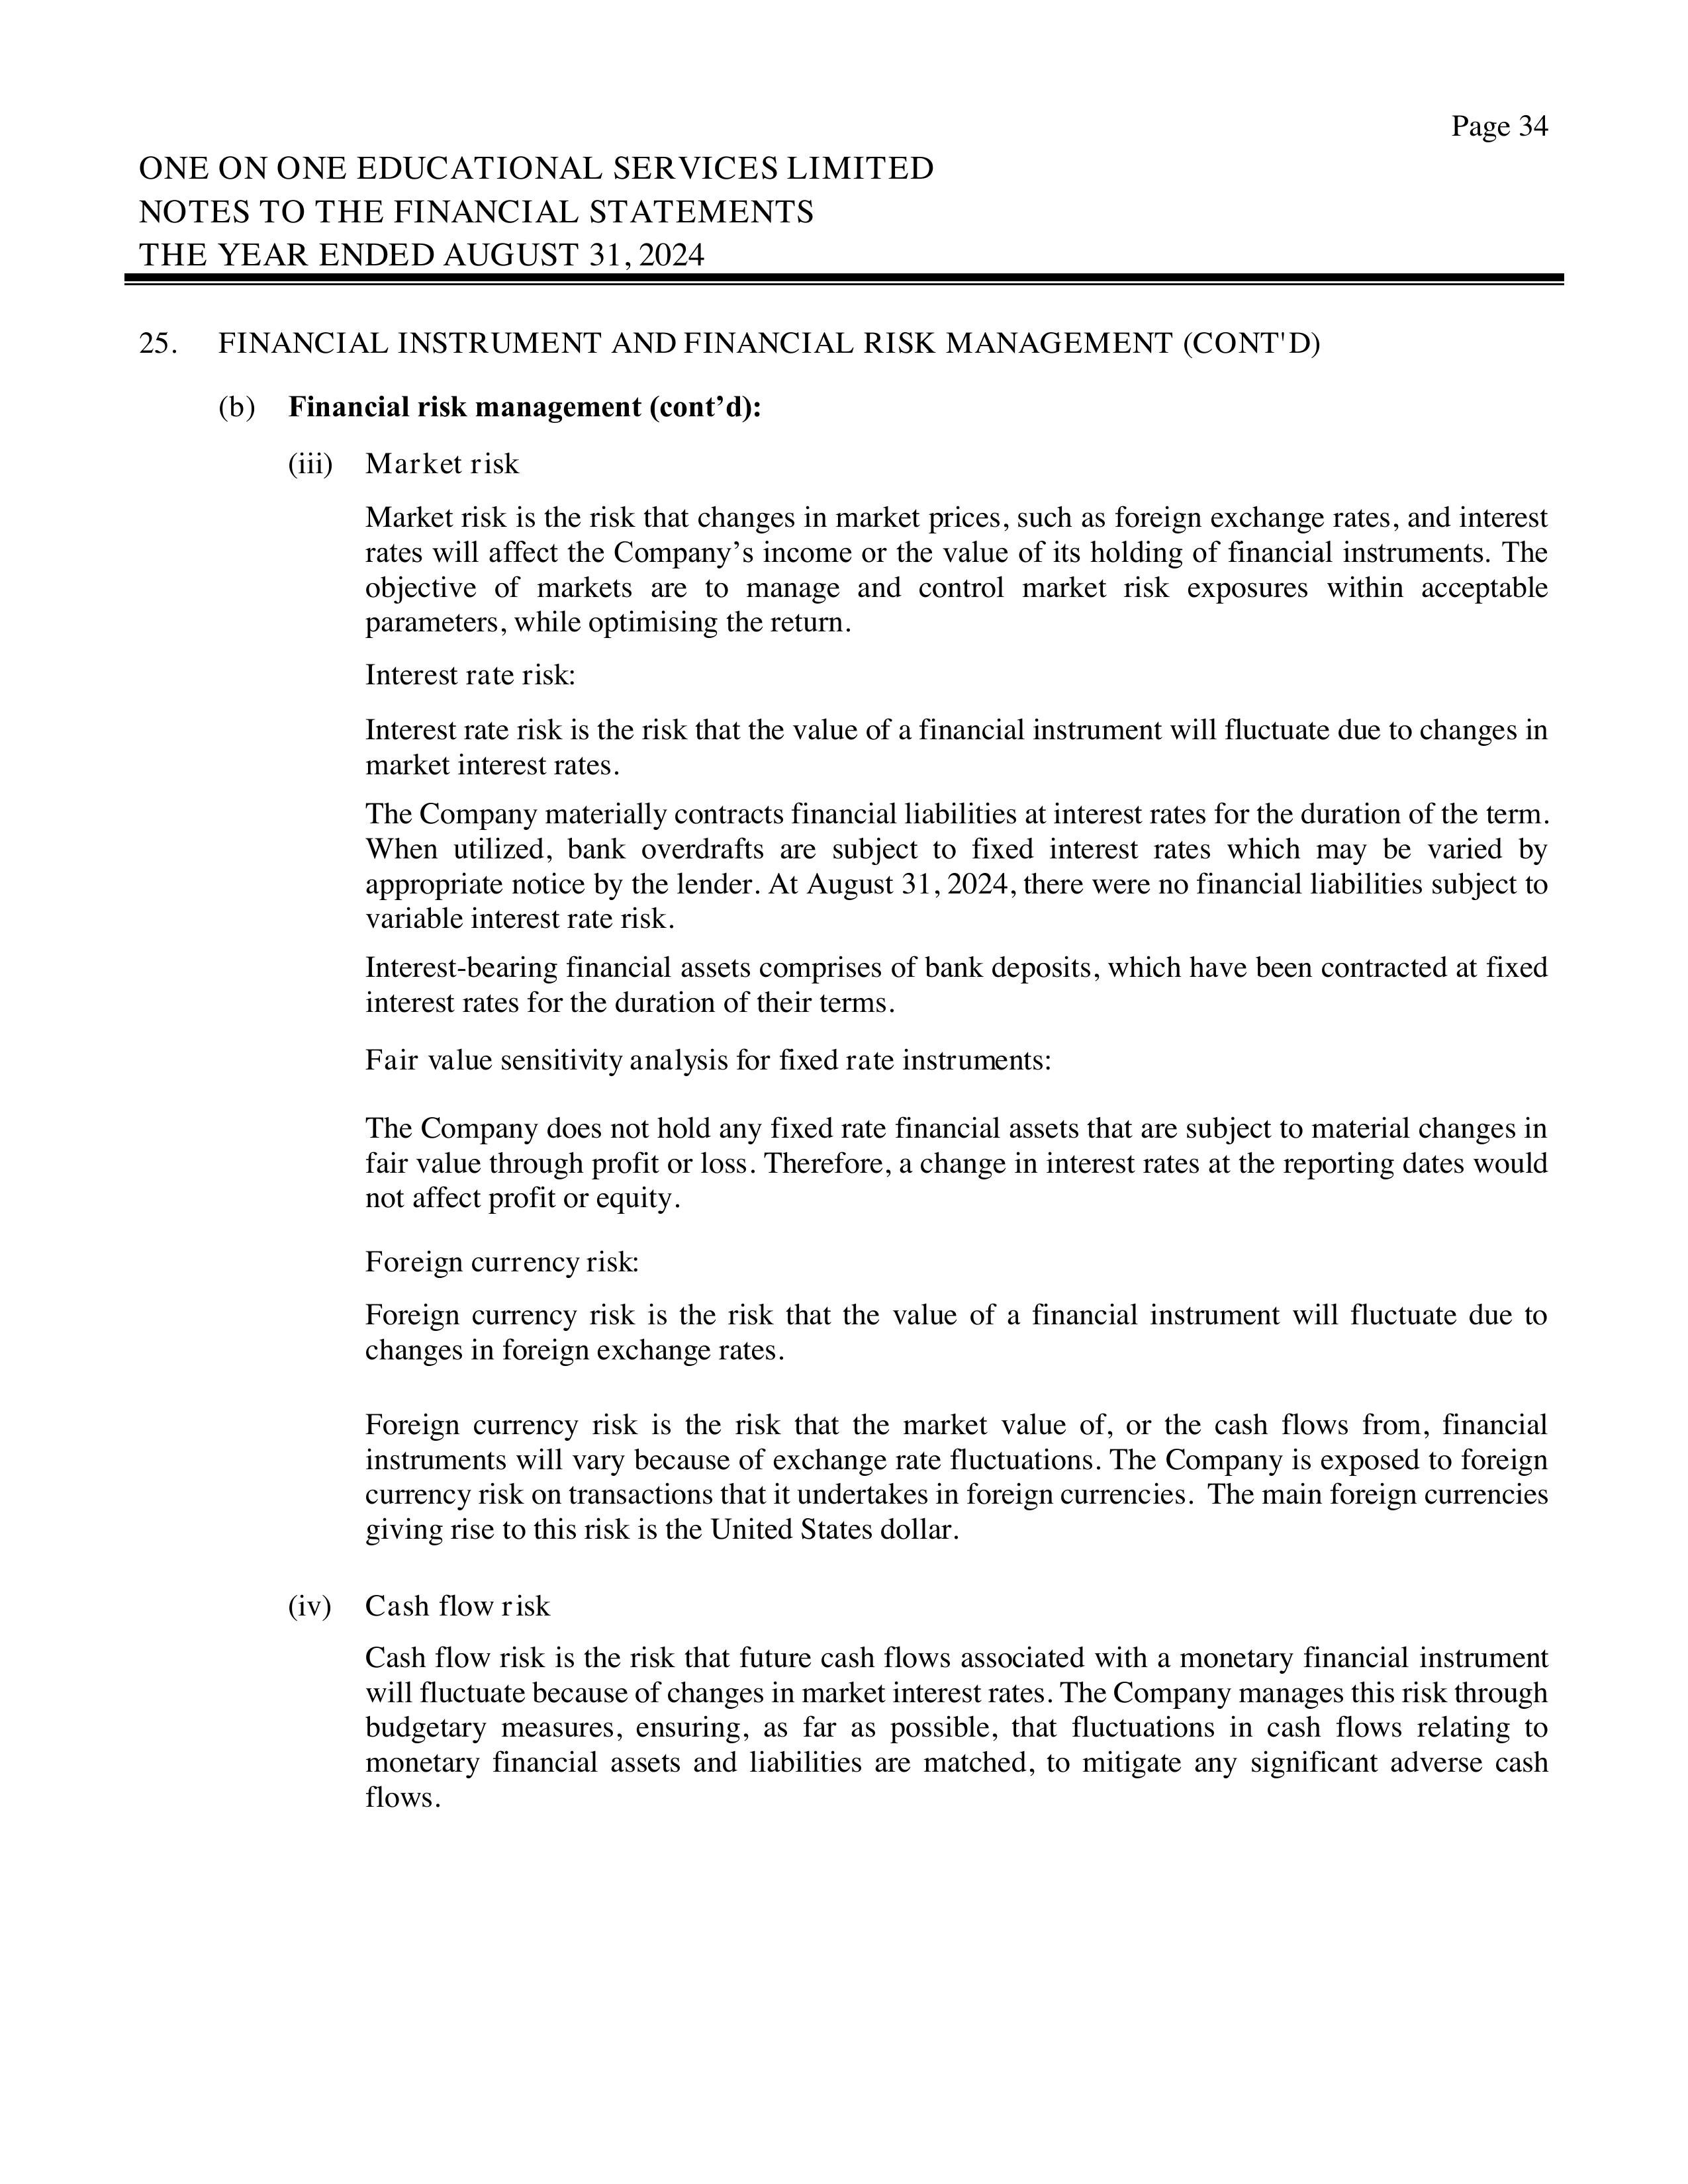 Page 34
ONE ON ONE EDUCATIONAL SERVICES LIMITED
NOTES TO THE FINANCIAL STATEMENTS
THE YEAR ENDED AUGUST 31, 2024
25. FINANCIAL INSTRUMENT AND FINANCIAL RISK MANAGEMENT (CONT'D)
(b) Financial risk management (cont’d):
(iii) Market risk
Market risk is the risk that changes in market prices, such as foreign exchange rates, and interest
rates will affect the Company’s income or the value of its holding of financial instruments. The
objective of markets are to manage and control market risk exposures within acceptable
parameters, while optimising the return.
Interest rate risk:
Interest rate risk is the risk that the value of a financial instrument will fluctuate due to changes in
market interest rates.
The Company materially contracts financial liabilities at interest rates for the duration of the term.
When utilized, bank overdrafts are subject to fixed interest rates which may be varied by
appropriate notice by the lender. At August 31, 2024, there were no financial liabilities subject to
variable interest rate risk.
Interest-bearing financial assets comprises of bank deposits, which have been contracted at fixed
interest rates for the duration of their terms.
Fair value sensitivity analysis for fixed rate instruments:
The Company does not hold any fixed rate financial assets that are subject to material changes in
fair value through profit or loss. Therefore, a change in interest rates at the reporting dates would
not affect profit or equity.
Foreign currency risk:
Foreign currency risk is the risk that the value of a financial instrument will fluctuate due to
changes in foreign exchange rates.
Foreign currency risk is the risk that the market value of, or the cash flows from, financial
instruments will vary because of exchange rate fluctuations. The Company is exposed to foreign
currency risk on transactions that it undertakes in foreign currencies. The main foreign currencies
giving rise to this risk is the United States dollar.
(iv) Cash flow risk
Cash flow risk is the risk that future cash flows associated with a monetary financial instrument
will fluctuate because of changes in market interest rates. The Company manages this risk through
budgetary measures, ensuring, as far as possible, that fluctuations in cash flows relating to
monetary financial assets and liabilities are matched, to mitigate any significant adverse cash
flows.